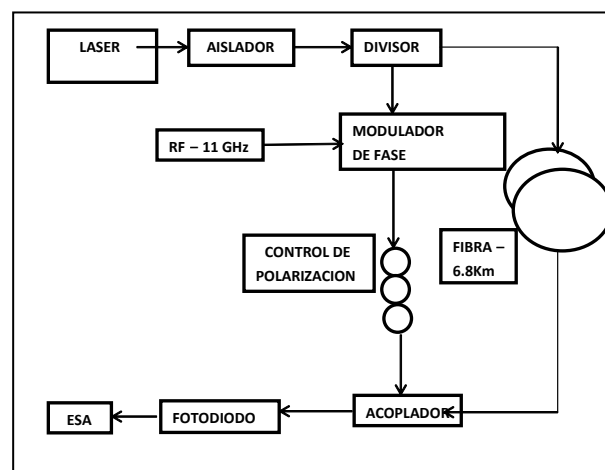 LASER
AISLADOR
DIVISOR
MODULADOR
DE FASE
RF – 11 GHz
CONTROL DE
POLARIZACION
FIBRA –
6.8Km
ESA
FOTODIODO
ACOPLADOR